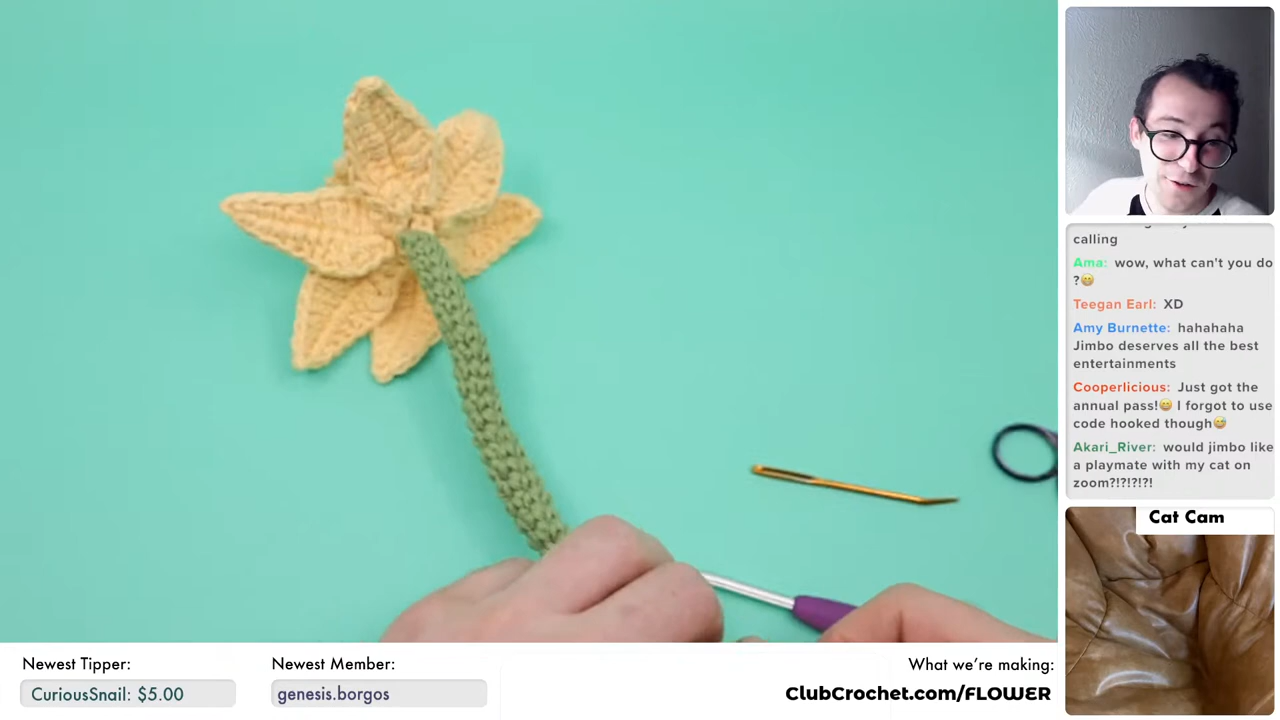 calling
Ama: wow, what can't you do
?😁
Teegan Earl: XD
Amy Burnette: hahahaha
Jimbo deserves all the best
entertainments
Cooperlicious: Just got the
annual pass!😄 I forgot to use
code hooked though😅
Akari_River: would jimbo like
a playmate with my cat on
zoom?!?!?!?!
Cat Cam
Newest Tipper:
CuriousSnail: $5.00
Newest Member:
genesis.borgos
What we're making:
ClubCrochet.com/FLOWER